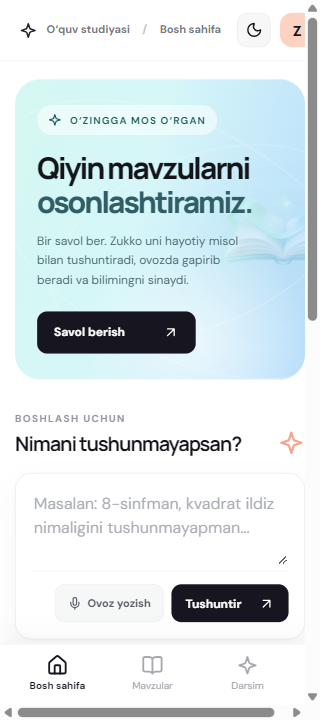 O‘quv studiyasi / Bosh sahifa
Z
O‘ZINGGA MOS O‘RGAN
Qiyin mavzularni
osonlashtiramiz.
Bir savol ber. Zukko uni hayotiy misol
bilan tushuntiradi, ovozda gapirib
beradi va bilimingni sinaydi.
Savol berish
BOSHLASH UCHUN
Nimani tushunmayapsan?
Masalan: 8-sinfman, kvadrat ildiz
nimaligini tushunmayapman...
Ovoz yozish
Tushuntir
Bosh sahifa
Mavzular
Darsim